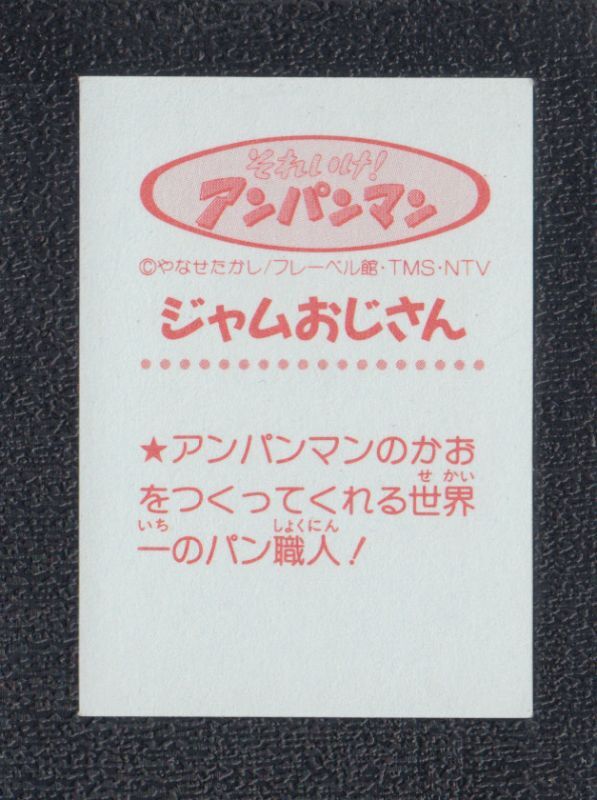 それいけ!
アンパンマン
©やなせたかし/フレーベル館・TMS・NTV
ジャムおじさん
★アンパンマンのかお
せかい
をつくってくれる世界
いち しょくにん
一のパン職人!